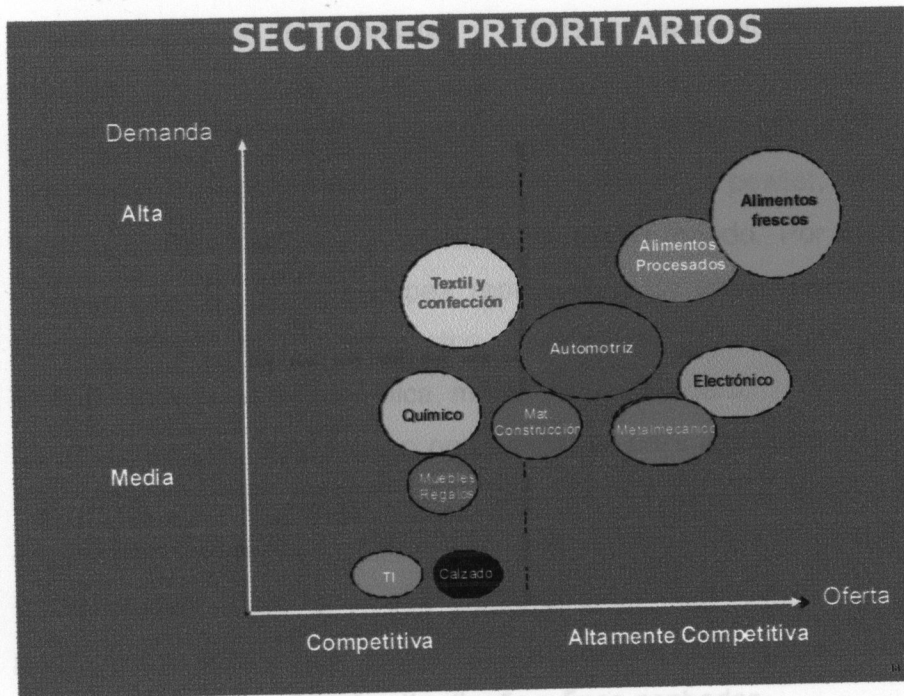 SECTORES PRIORITARIOS
Demanda
Alta
Alimentos
frescos
Alimentos
Procesados
Textil y
confección
Automotriz
Electrónico
Químico
Mat
Construcción
Metalmecánico
Media
Muebles
Regalos
TI
Calzado
Oferta
Competitiva
Altamente Competitiva